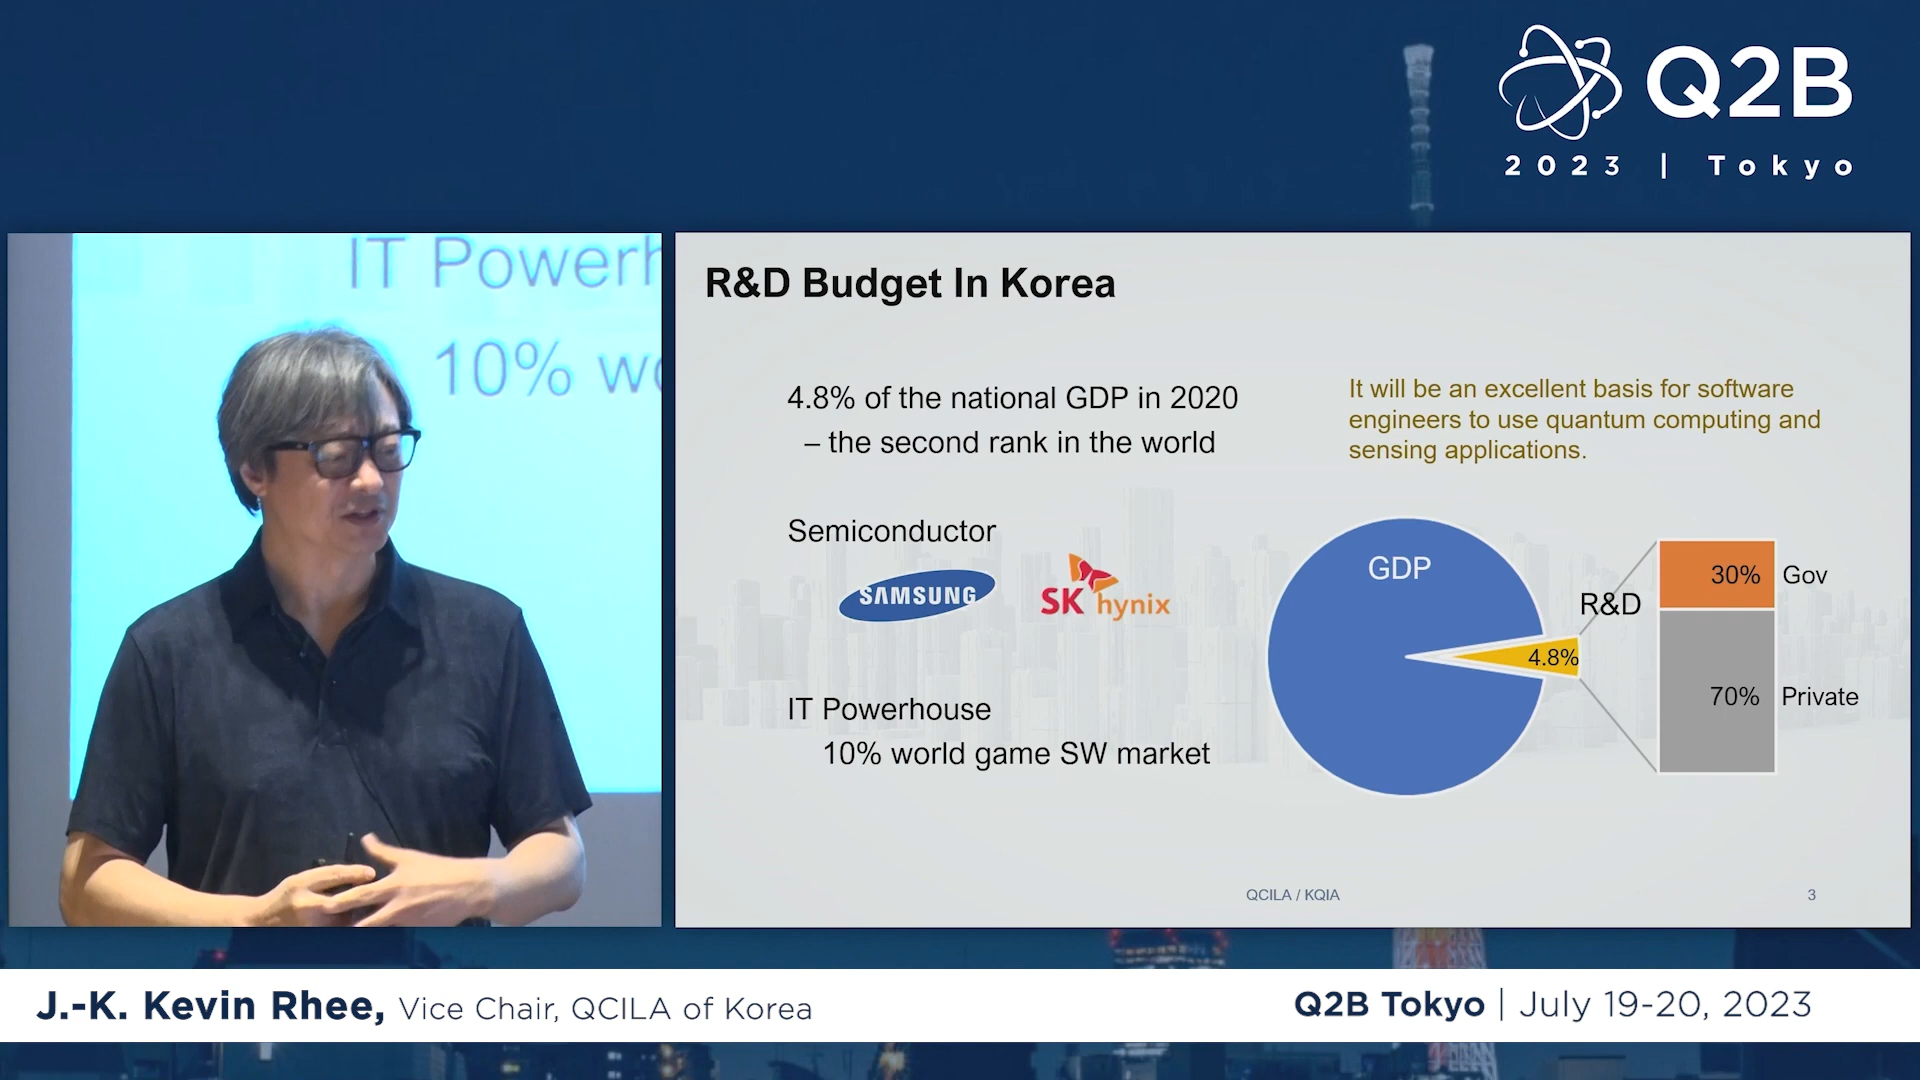 Q2B
2023 | Tokyo
IT Powerh
10% wo
R&D Budget In Korea
4.8% of the national GDP in 2020
– the second rank in the world
It will be an excellent basis for software
engineers to use quantum computing and
sensing applications.
Semiconductor
SAMSUNG
SK hynix
IT Powerhouse
10% world game SW market
GDP
4.8%
R&D
30% Gov
70% Private
QCILA / KQIA
3
J.-K. Kevin Rhee, Vice Chair, QCILA of Korea
Q2B Tokyo | July 19-20, 2023